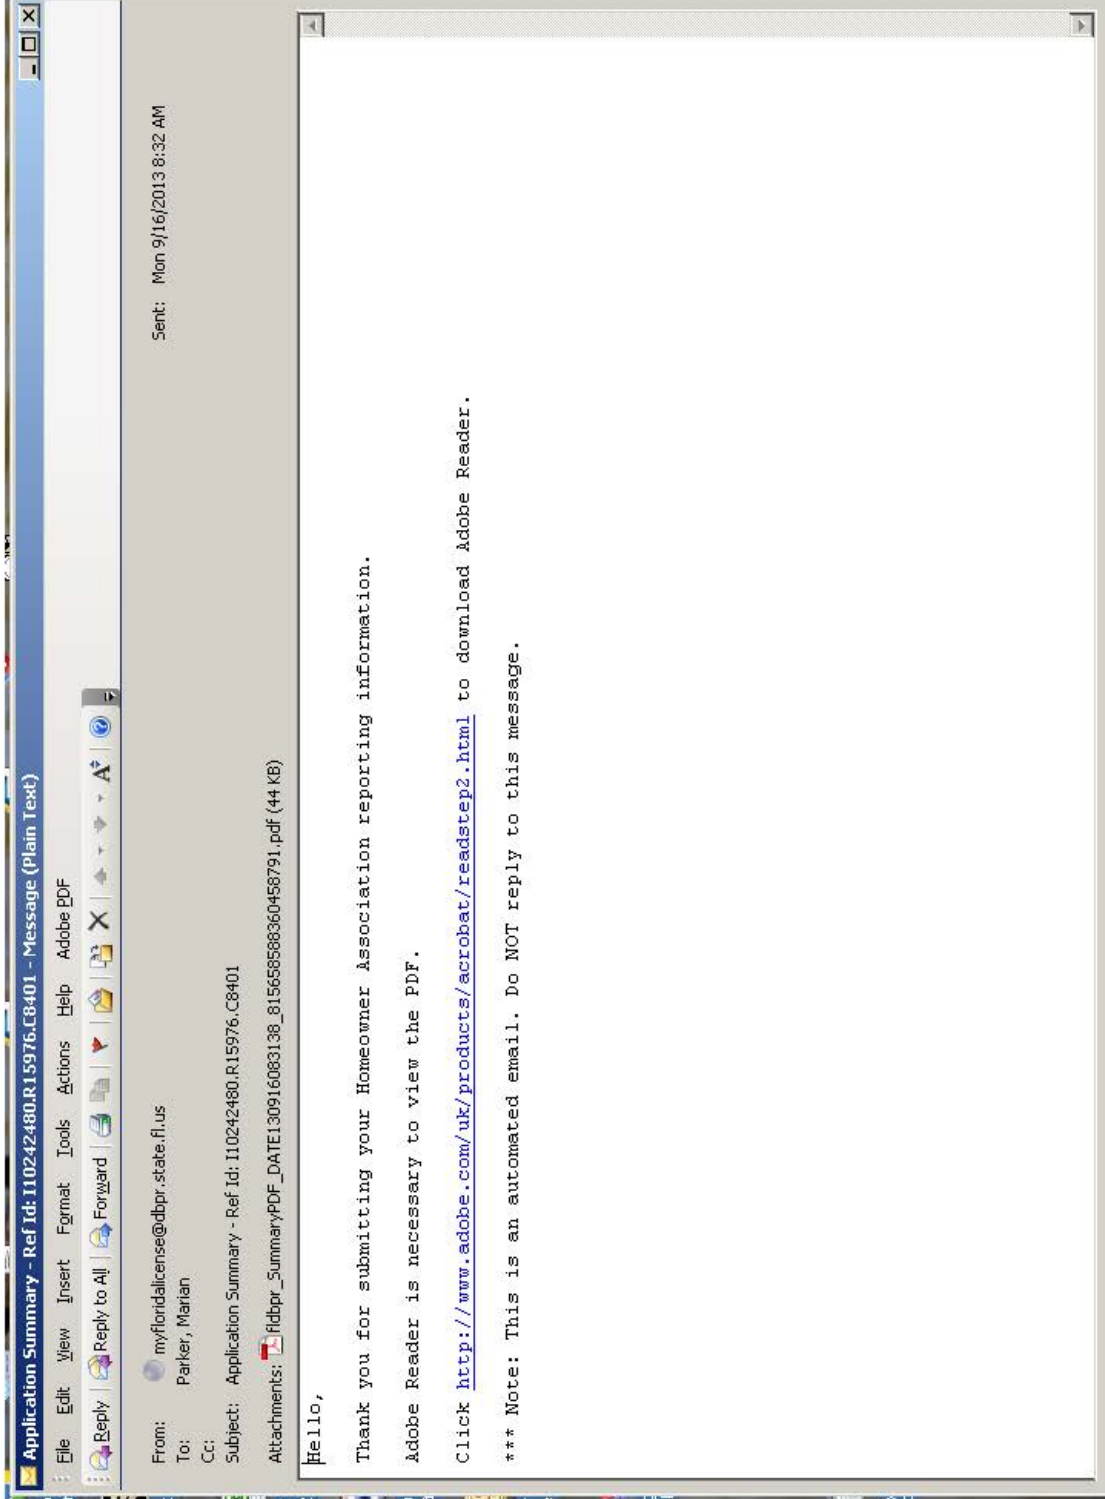 Application Summary - Ref Id: I10242480.R15976.C8401 - Message (Plain Text)
File Edit View Insert Format Tools Actions Help Adobe PDF
Reply Reply to All Forward
From: myfloridalicense@dbpr.state.fl.us Sent: Mon 9/16/2013 8:32 AM
To: Parker, Marian
Cc:
Subject: Application Summary - Ref Id: I10242480.R15976.C8401
Attachments: fldbpr_SummaryPDF_DATE130916083138_8156585883604587​91.pdf (44 KB)
Hello,
Thank you for submitting your Homeowner Association reporting information.
Adobe Reader is necessary to view the PDF.
Click http://www.adobe.com/uk/products/acrobat/readstep2.html to download Adobe Reader.
*** Note: This is an automated email. Do NOT reply to this message.